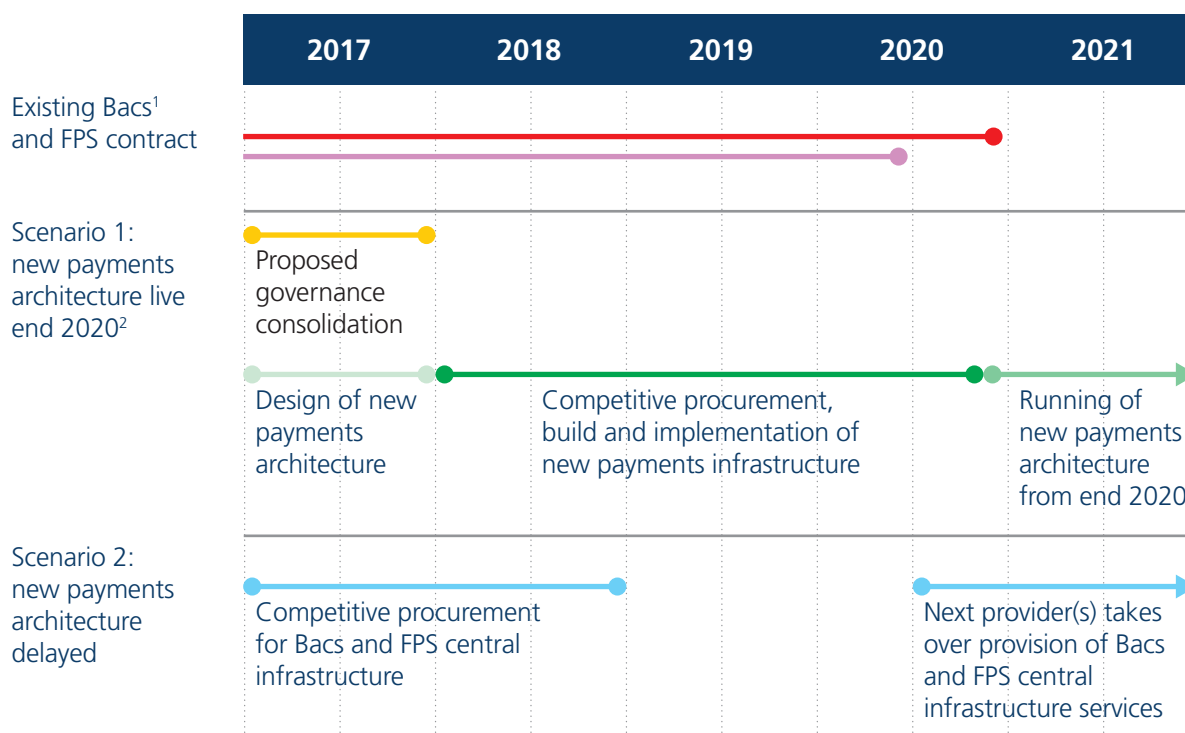 2017 2018 2019 2020 2021
Existing Bacs¹
and FPS contract
Scenario 1:
new payments
architecture live
end 2020²
Proposed
governance
consolidation
Design of new
payments
architecture
Competitive procurement,
build and implementation of
new payments infrastructure
Running of
new payments
architecture
from end 2020
Scenario 2:
new payments
architecture
delayed
Competitive procurement
for Bacs and FPS central
infrastructure
Next provider(s) takes
over provision of Bacs
and FPS central
infrastructure services